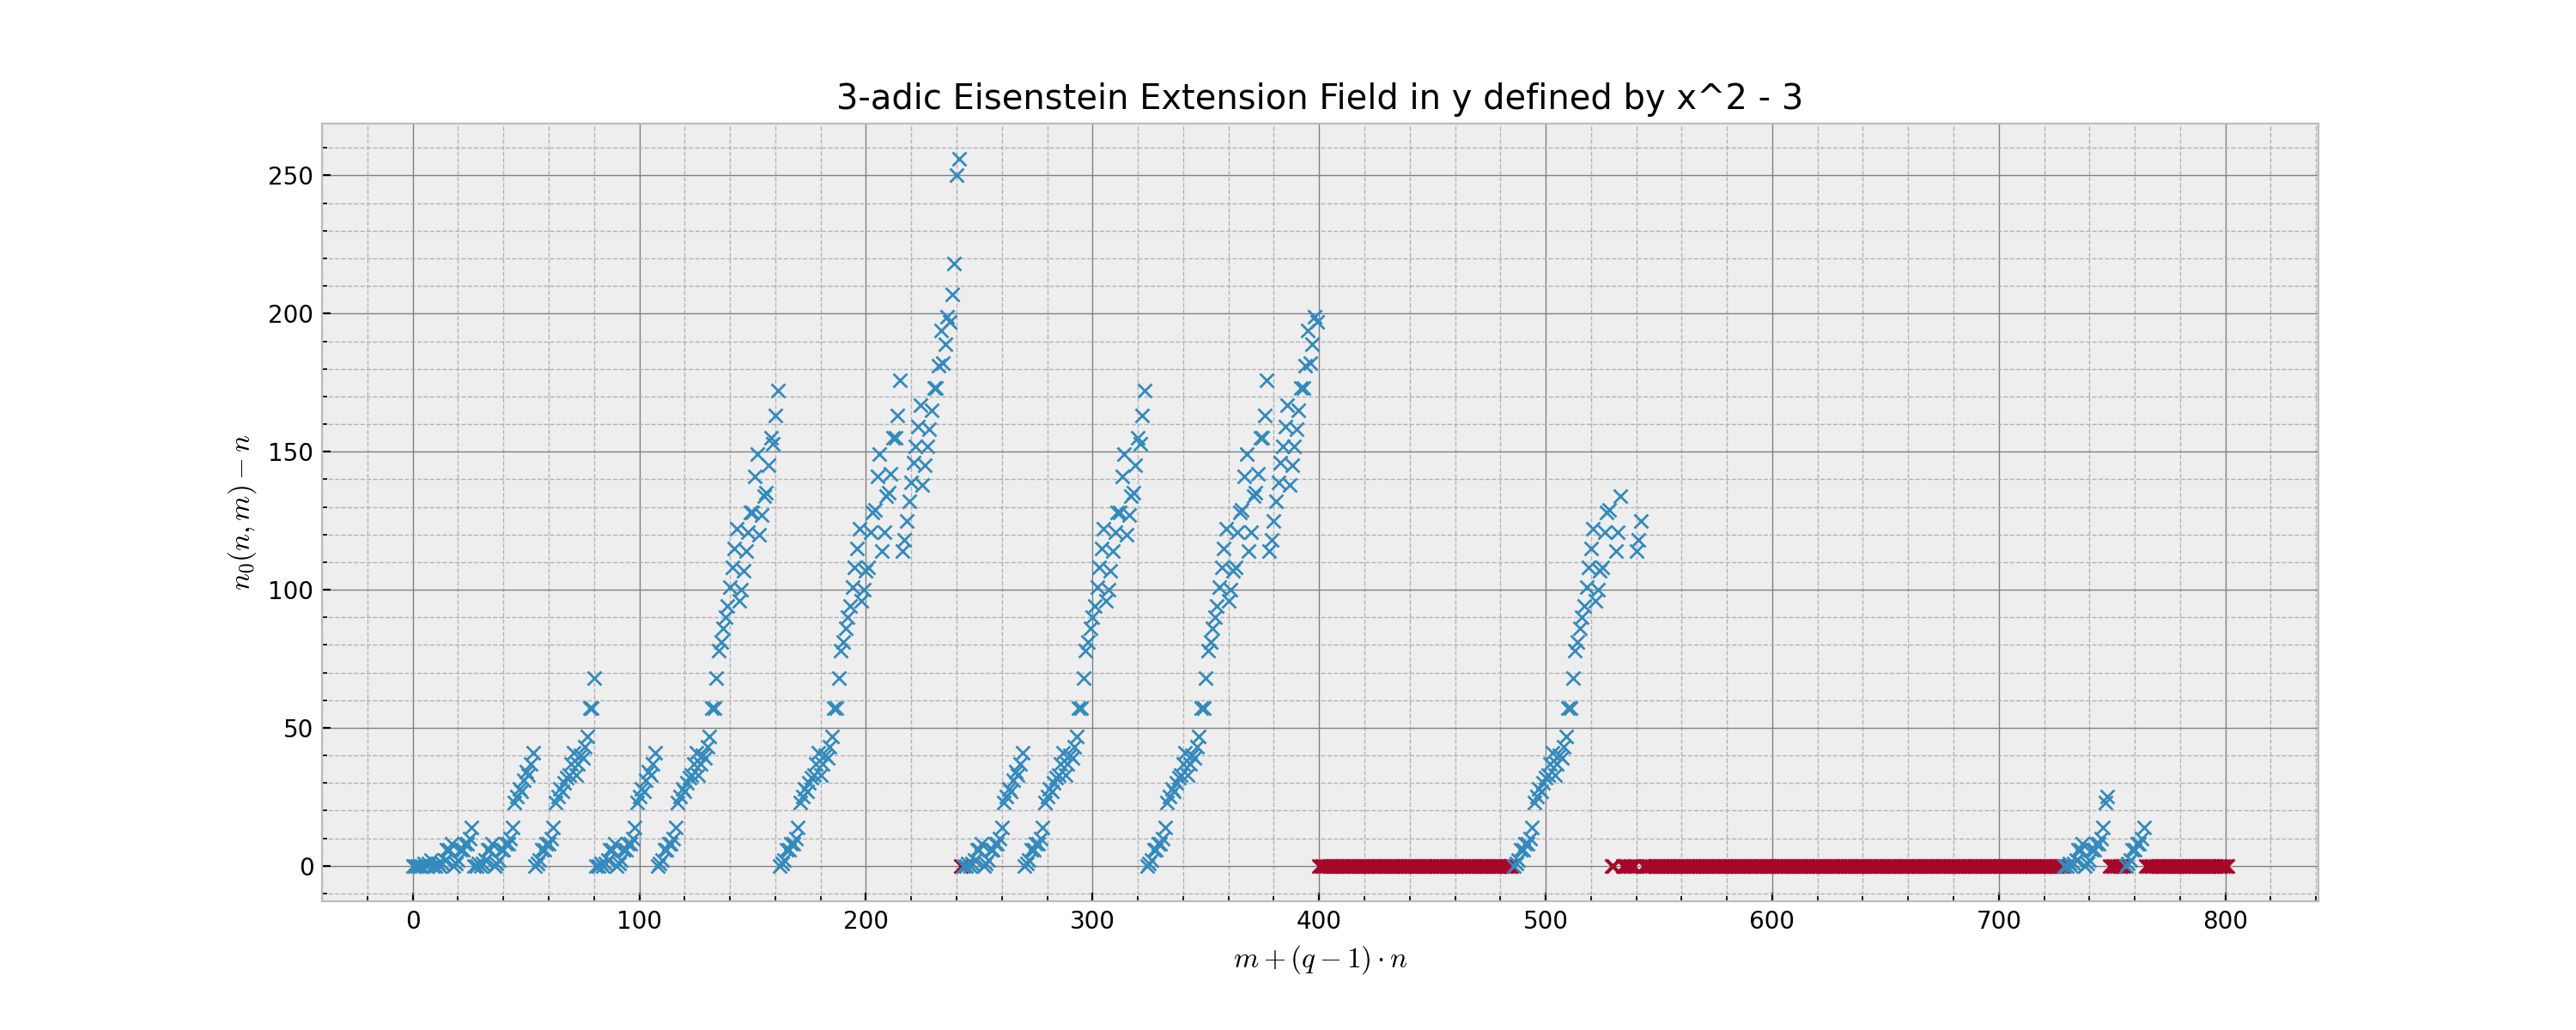 3-adic Eisenstein Extension Field in y defined by x^2 - 3
250
200
150
100
50
0
n₀(n, m) − n
0 100 200 300 400 500 600 700 800
m + (q − 1) · n